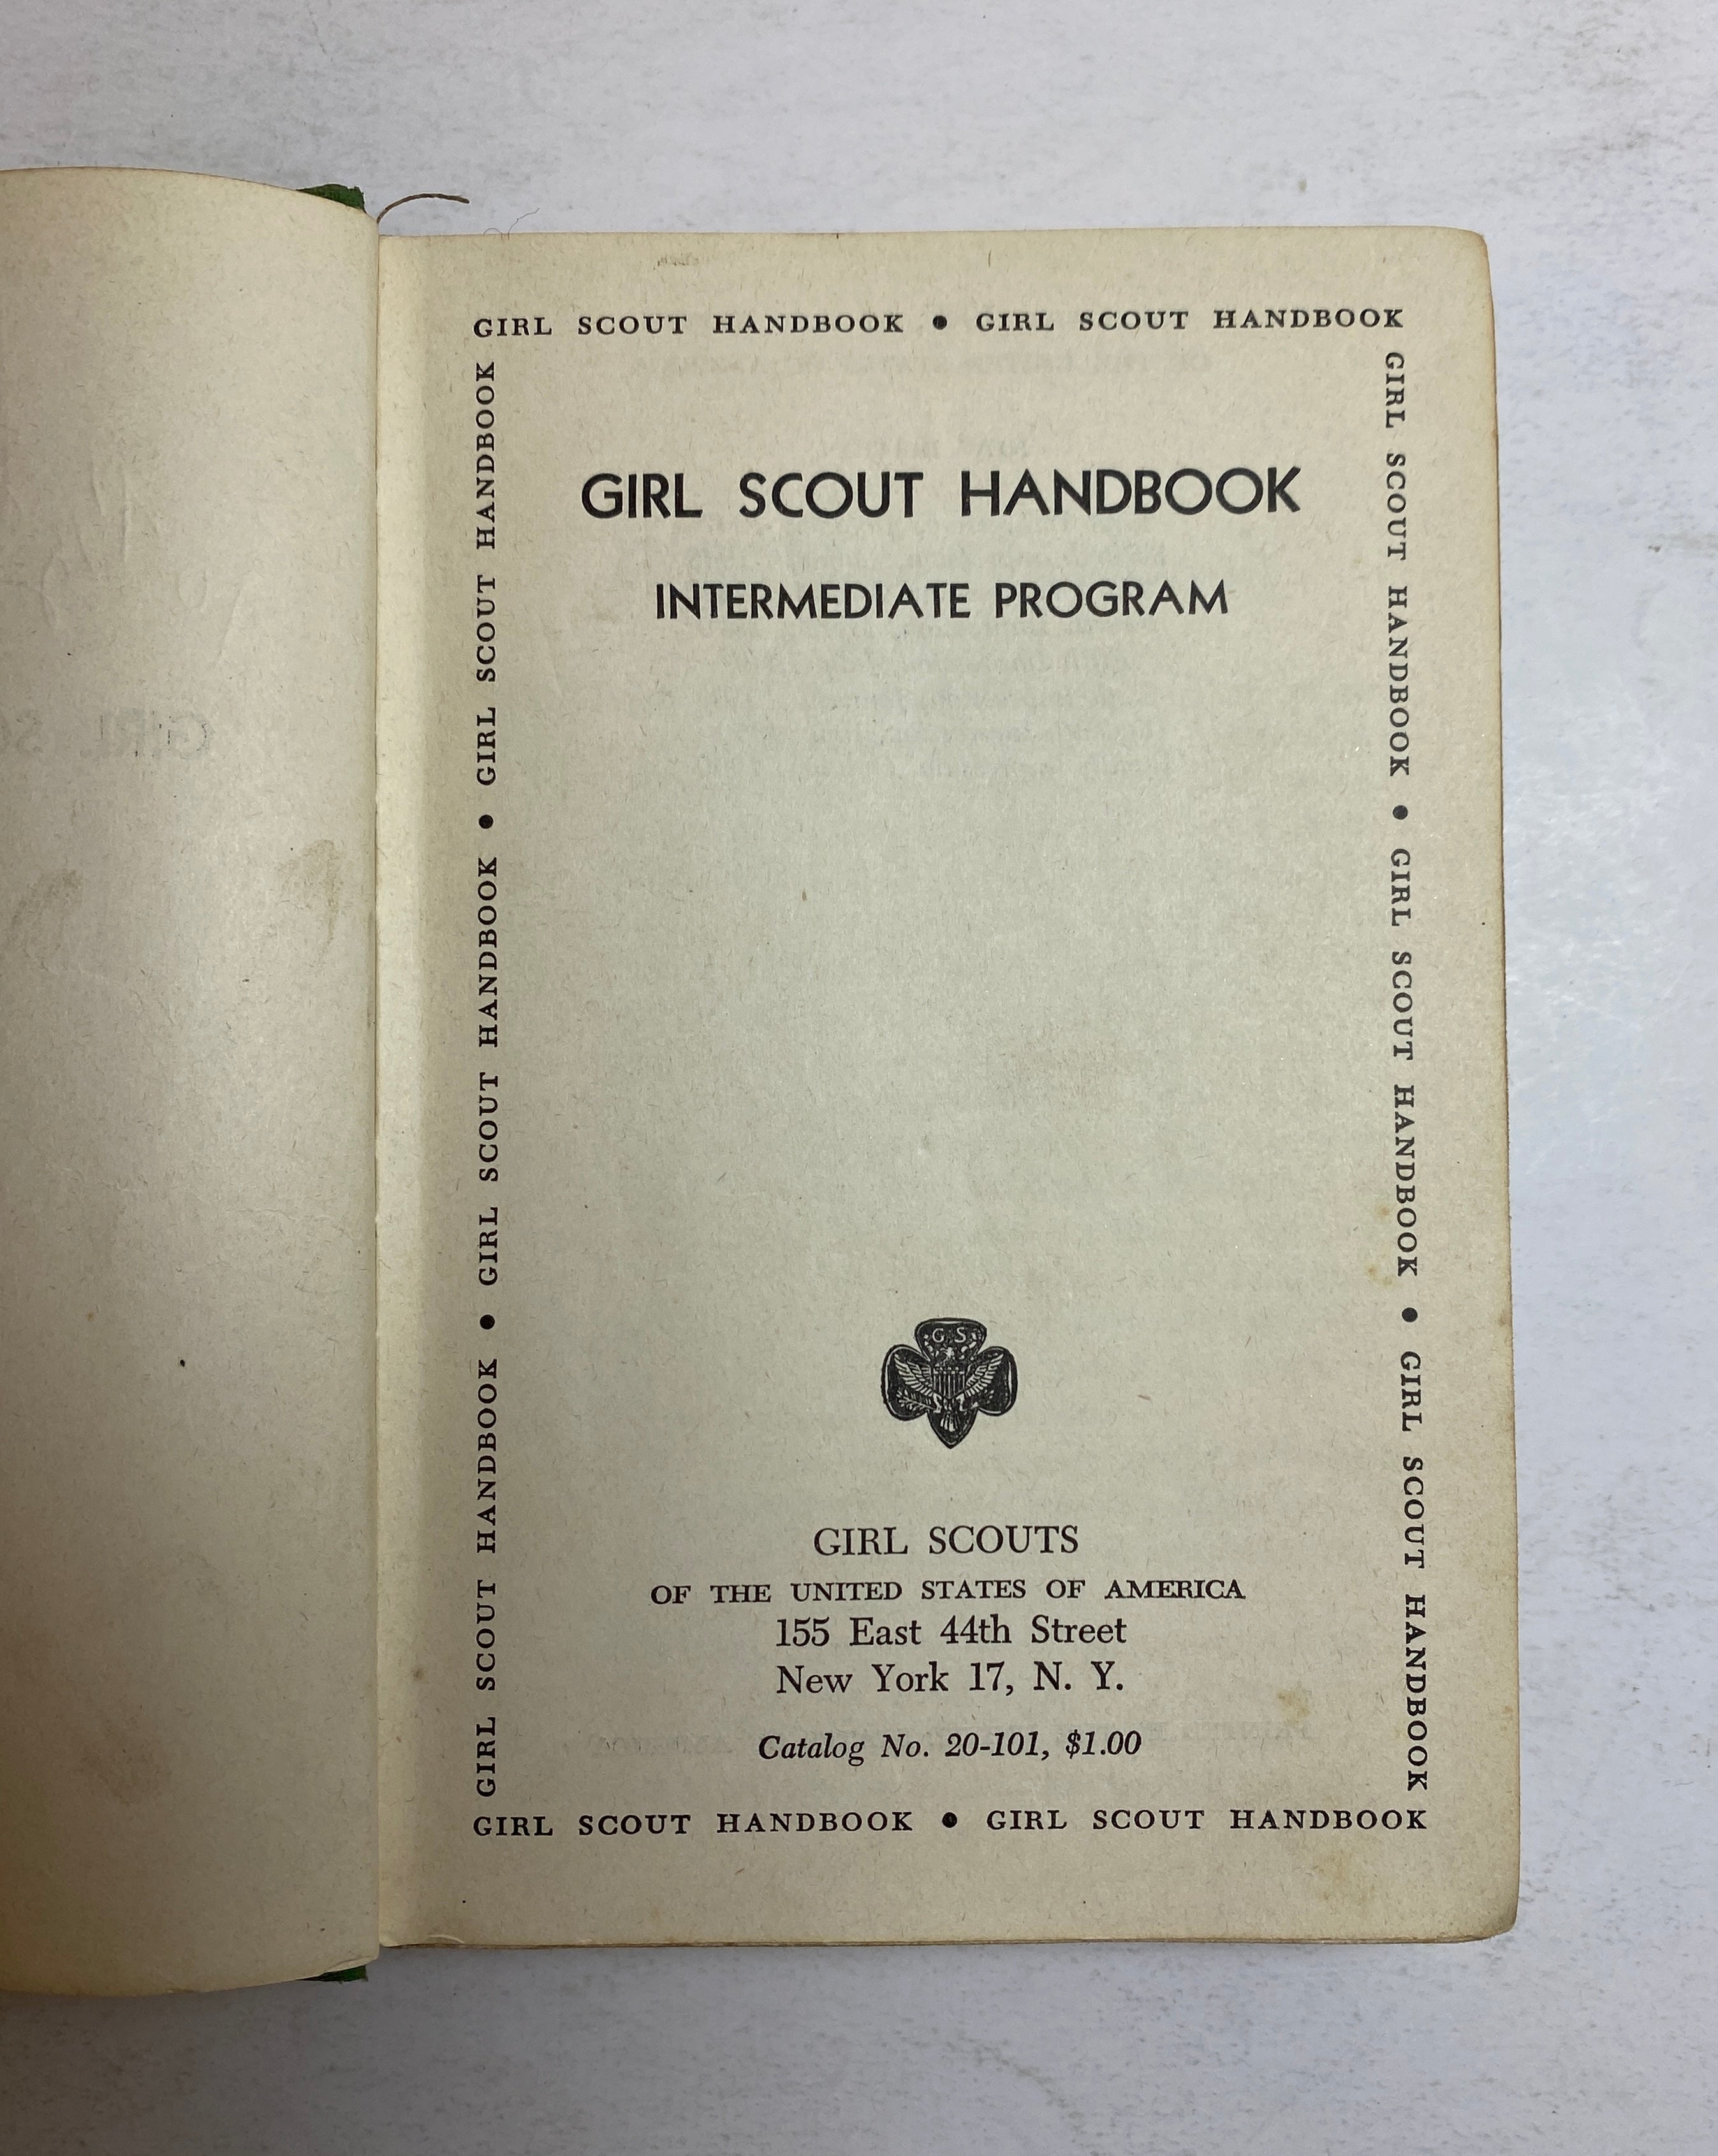 GIRL SCOUT HANDBOOK ● GIRL SCOUT HANDBOOK
GIRL SCOUT HANDBOOK ● GIRL SCOUT HANDBOOK ● GIRL SCOUT HANDBOOK
GIRL SCOUT HANDBOOK ● GIRL SCOUT HANDBOOK ● GIRL SCOUT HANDBOOK
GIRL SCOUT HANDBOOK
INTERMEDIATE PROGRAM
G S
GIRL SCOUTS
OF THE UNITED STATES OF AMERICA
155 East 44th Street
New York 17, N. Y.
Catalog No. 20-101, $1.00
GIRL SCOUT HANDBOOK ● GIRL SCOUT HANDBOOK